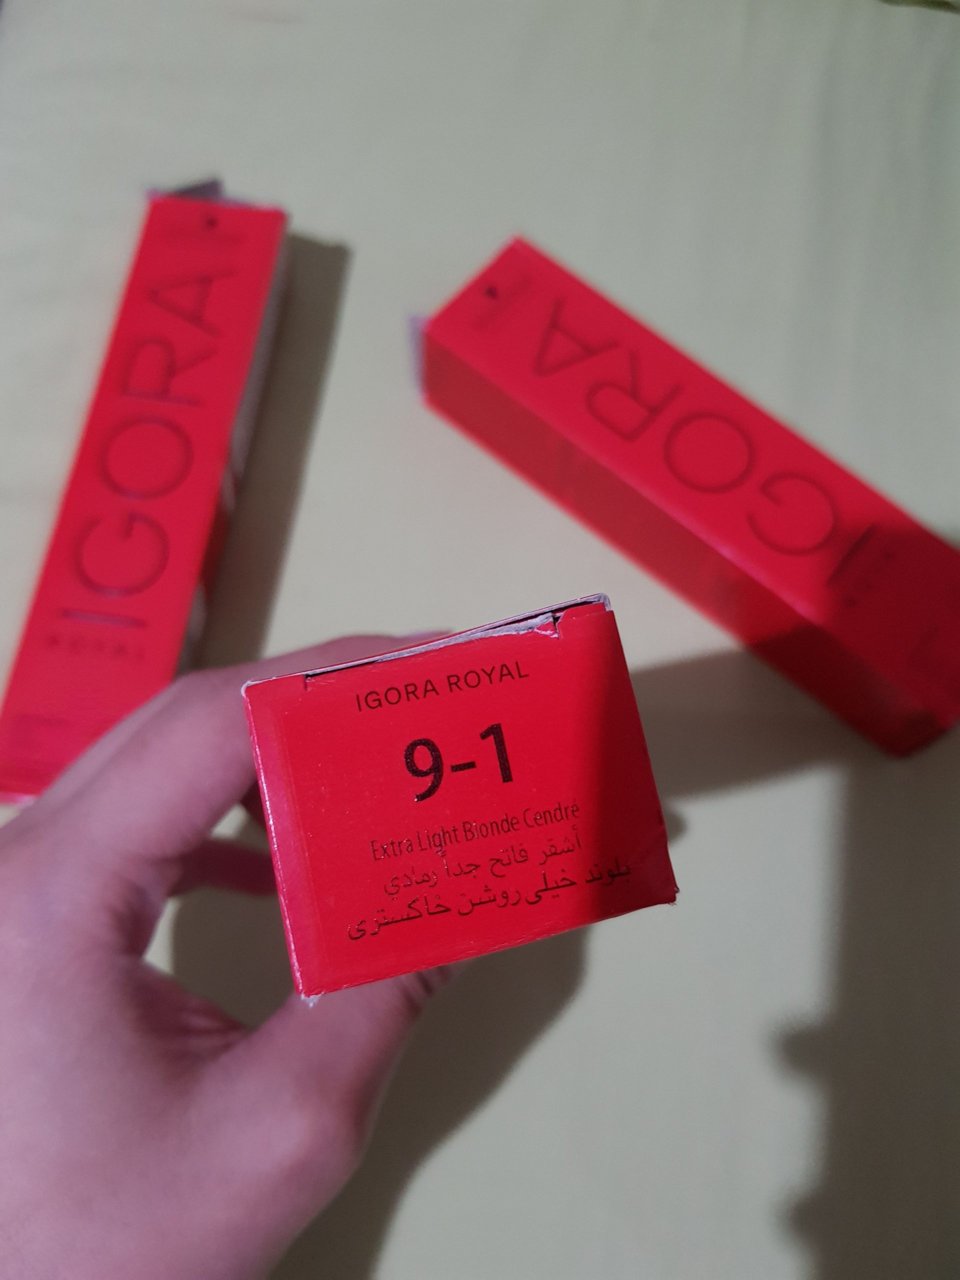 IGORA
ROYAL
IGORA
IGORA ROYAL
9-1
Extra Light Blonde Cendré
أشقر فاتح جداً رمادي
بلوند خیلی روشن خاکستری